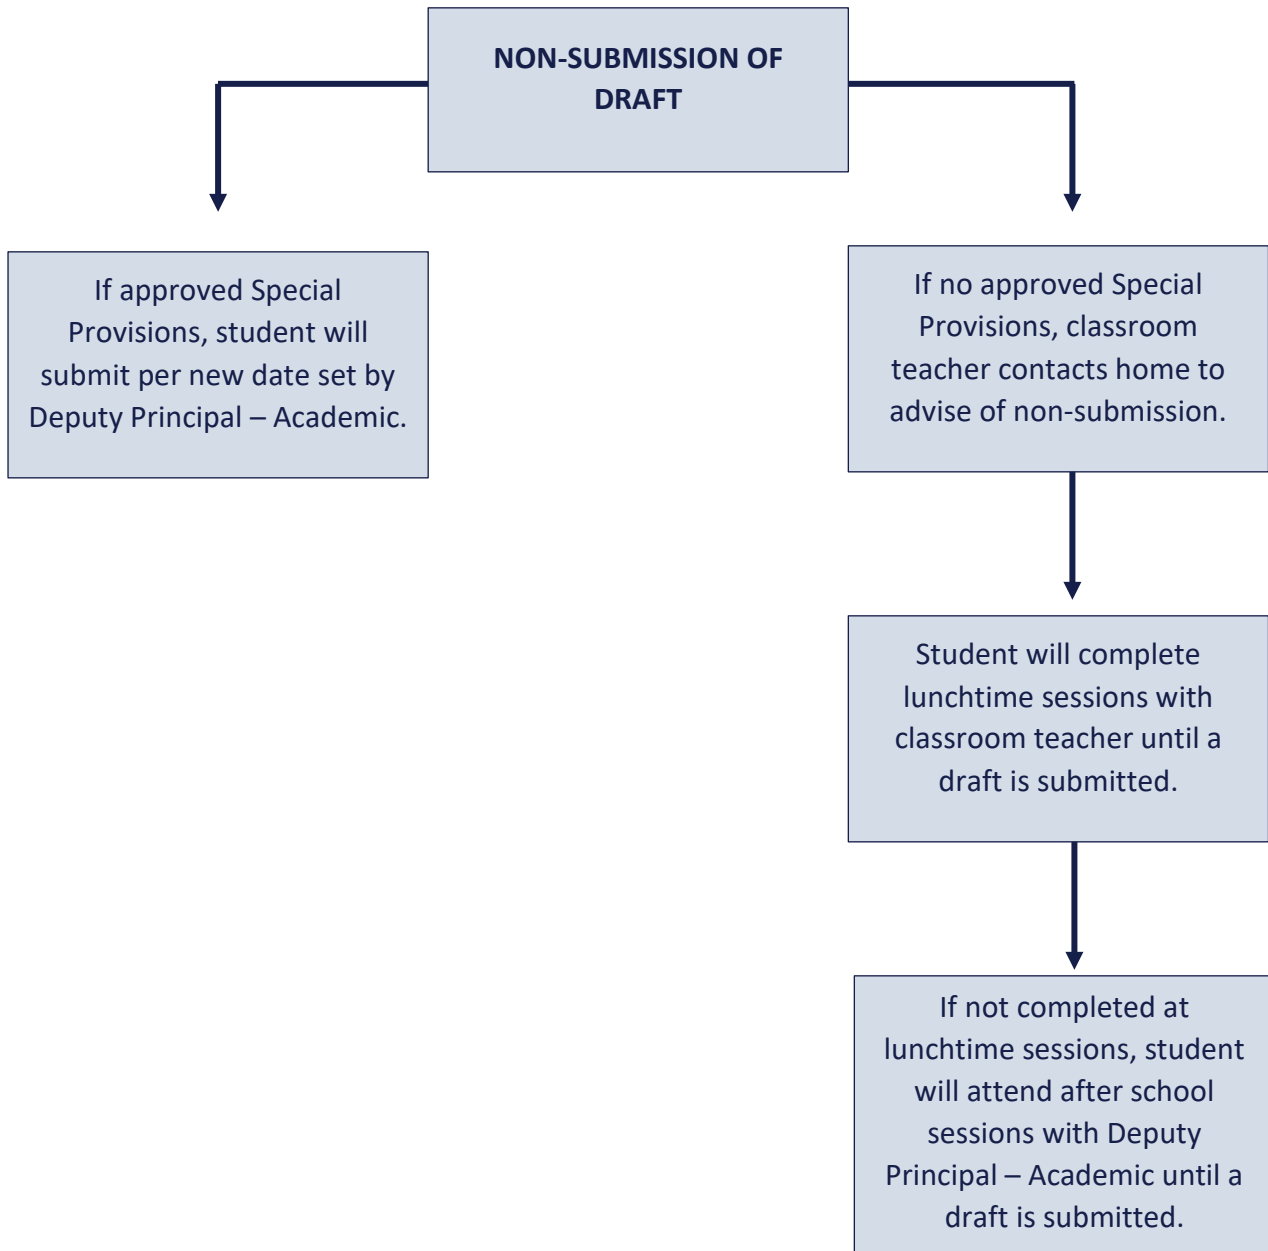 NON-SUBMISSION OF
DRAFT
If approved Special
Provisions, student will
submit per new date set by
Deputy Principal – Academic.
If no approved Special
Provisions, classroom
teacher contacts home to
advise of non-submission.
Student will complete
lunchtime sessions with
classroom teacher until a
draft is submitted.
If not completed at
lunchtime sessions, student
will attend after school
sessions with Deputy
Principal – Academic until a
draft is submitted.